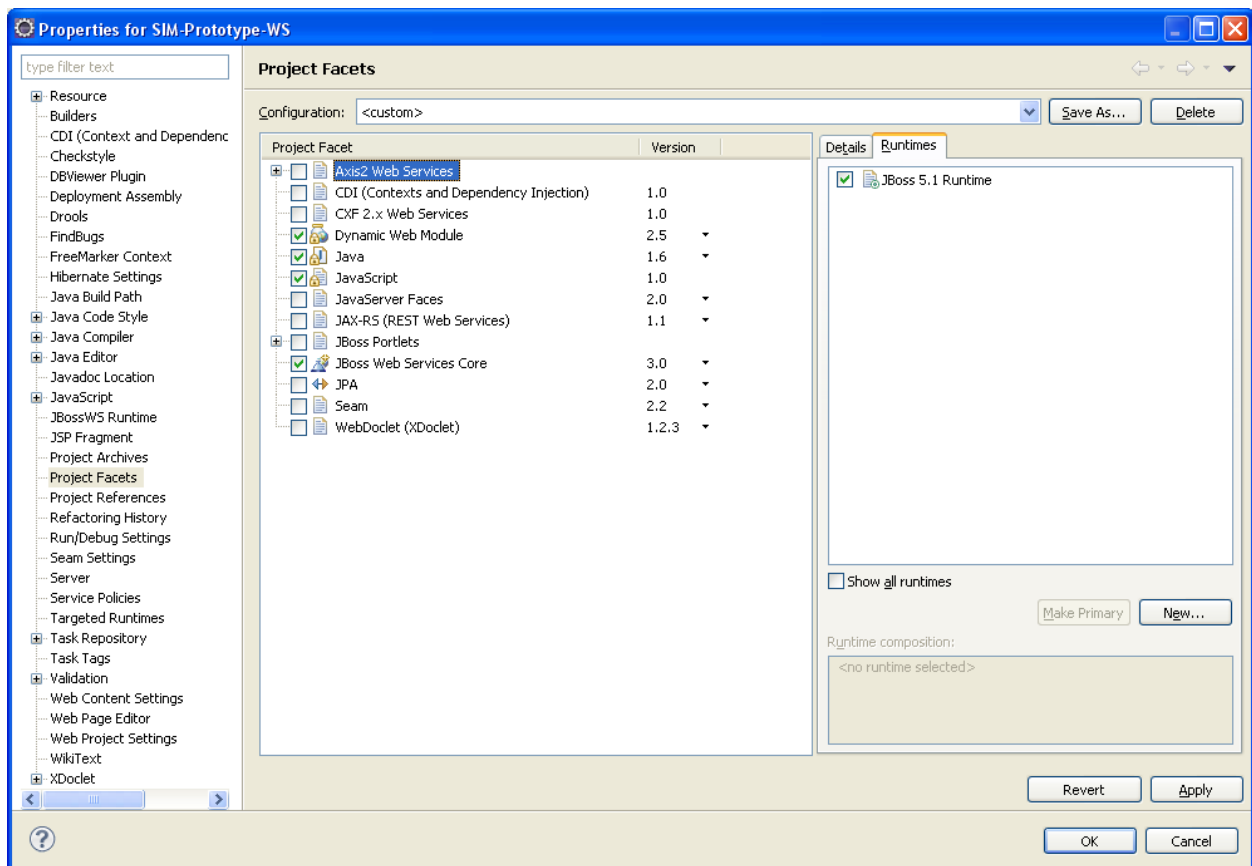 Properties for SIM-Prototype-WS
type filter text
Resource
Builders
CDI (Context and Dependenc
Checkstyle
DBViewer Plugin
Deployment Assembly
Drools
FindBugs
FreeMarker Context
Hibernate Settings
Java Build Path
Java Code Style
Java Compiler
Java Editor
Javadoc Location
JavaScript
JBossWS Runtime
JSP Fragment
Project Archives
Project Facets
Project References
Refactoring History
Run/Debug Settings
Seam Settings
Server
Service Policies
Targeted Runtimes
Task Repository
Task Tags
Validation
Web Content Settings
Web Page Editor
Web Project Settings
WikiText
XDoclet
Project Facets
Configuration: <custom> Save As... Delete
Project Facet Version
Axis2 Web Services
CDI (Contexts and Dependency Injection) 1.0
CXF 2.x Web Services 1.0
Dynamic Web Module 2.5
Java 1.6
JavaScript 1.0
JavaServer Faces 2.0
JAX-RS (REST Web Services) 1.1
JBoss Portlets
JBoss Web Services Core 3.0
JPA 2.0
Seam 2.2
WebDoclet (XDoclet) 1.2.3
Details Runtimes
JBoss 5.1 Runtime
Show all runtimes
Make Primary New...
Runtime composition:
<no runtime selected>
Revert Apply
? OK Cancel